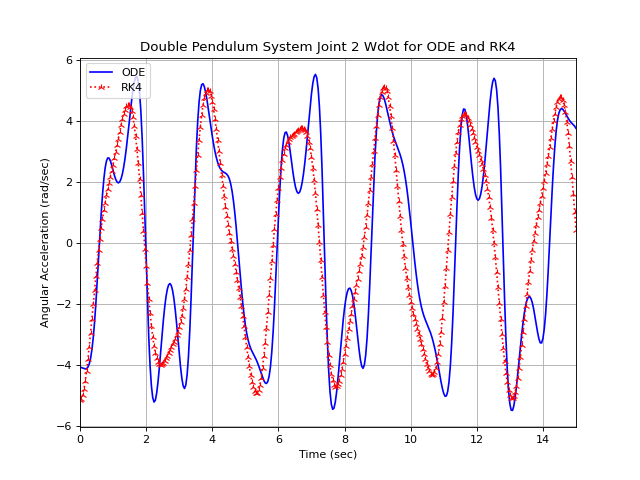 Double Pendulum System Joint 2 Wdot for ODE and RK4
ODE
RK4
Angular Acceleration (rad/sec)
6
4
2
0
−2
−4
−6
0 2 4 6 8 10 12 14
Time (sec)